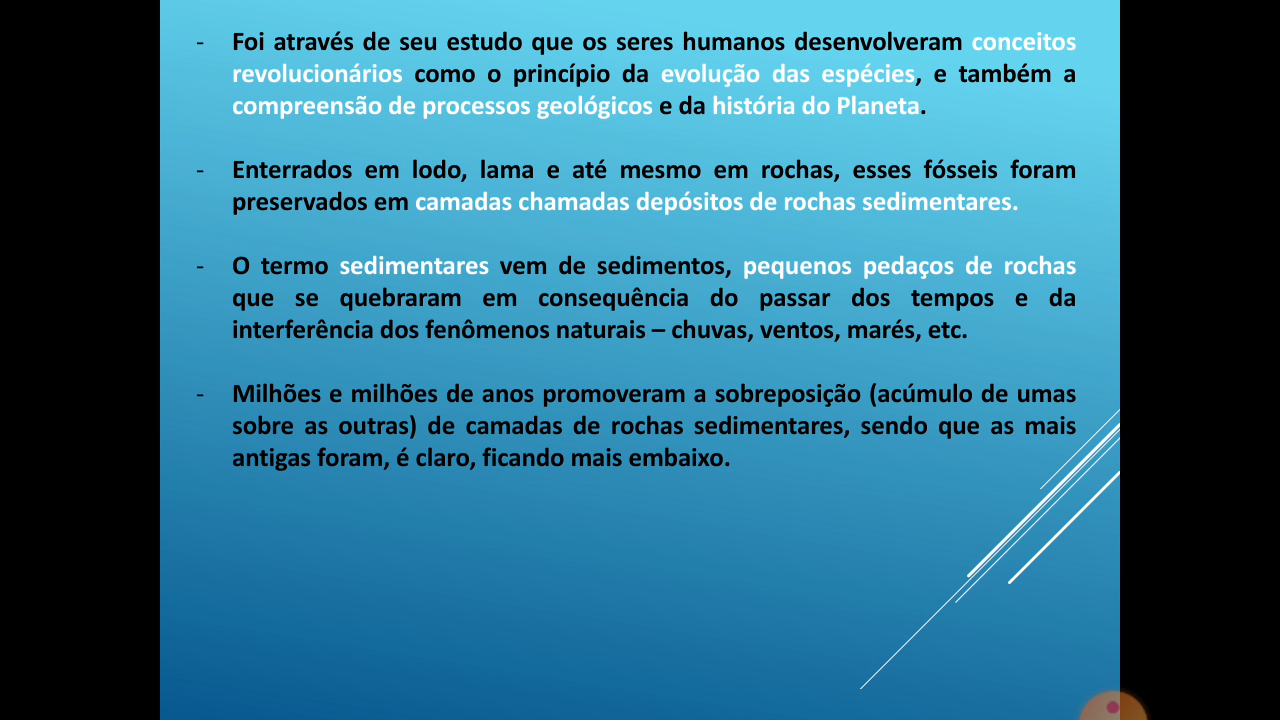 - Foi através de seu estudo que os seres humanos desenvolveram conceitos
revolucionários como o princípio da evolução das espécies, e também a
compreensão de processos geológicos e da história do Planeta.
- Enterrados em lodo, lama e até mesmo em rochas, esses fósseis foram
preservados em camadas chamadas depósitos de rochas sedimentares.
- O termo sedimentares vem de sedimentos, pequenos pedaços de rochas
que se quebraram em consequência do passar dos tempos e da
interferência dos fenômenos naturais – chuvas, ventos, marés, etc.
- Milhões e milhões de anos promoveram a sobreposição (acúmulo de umas
sobre as outras) de camadas de rochas sedimentares, sendo que as mais
antigas foram, é claro, ficando mais embaixo.